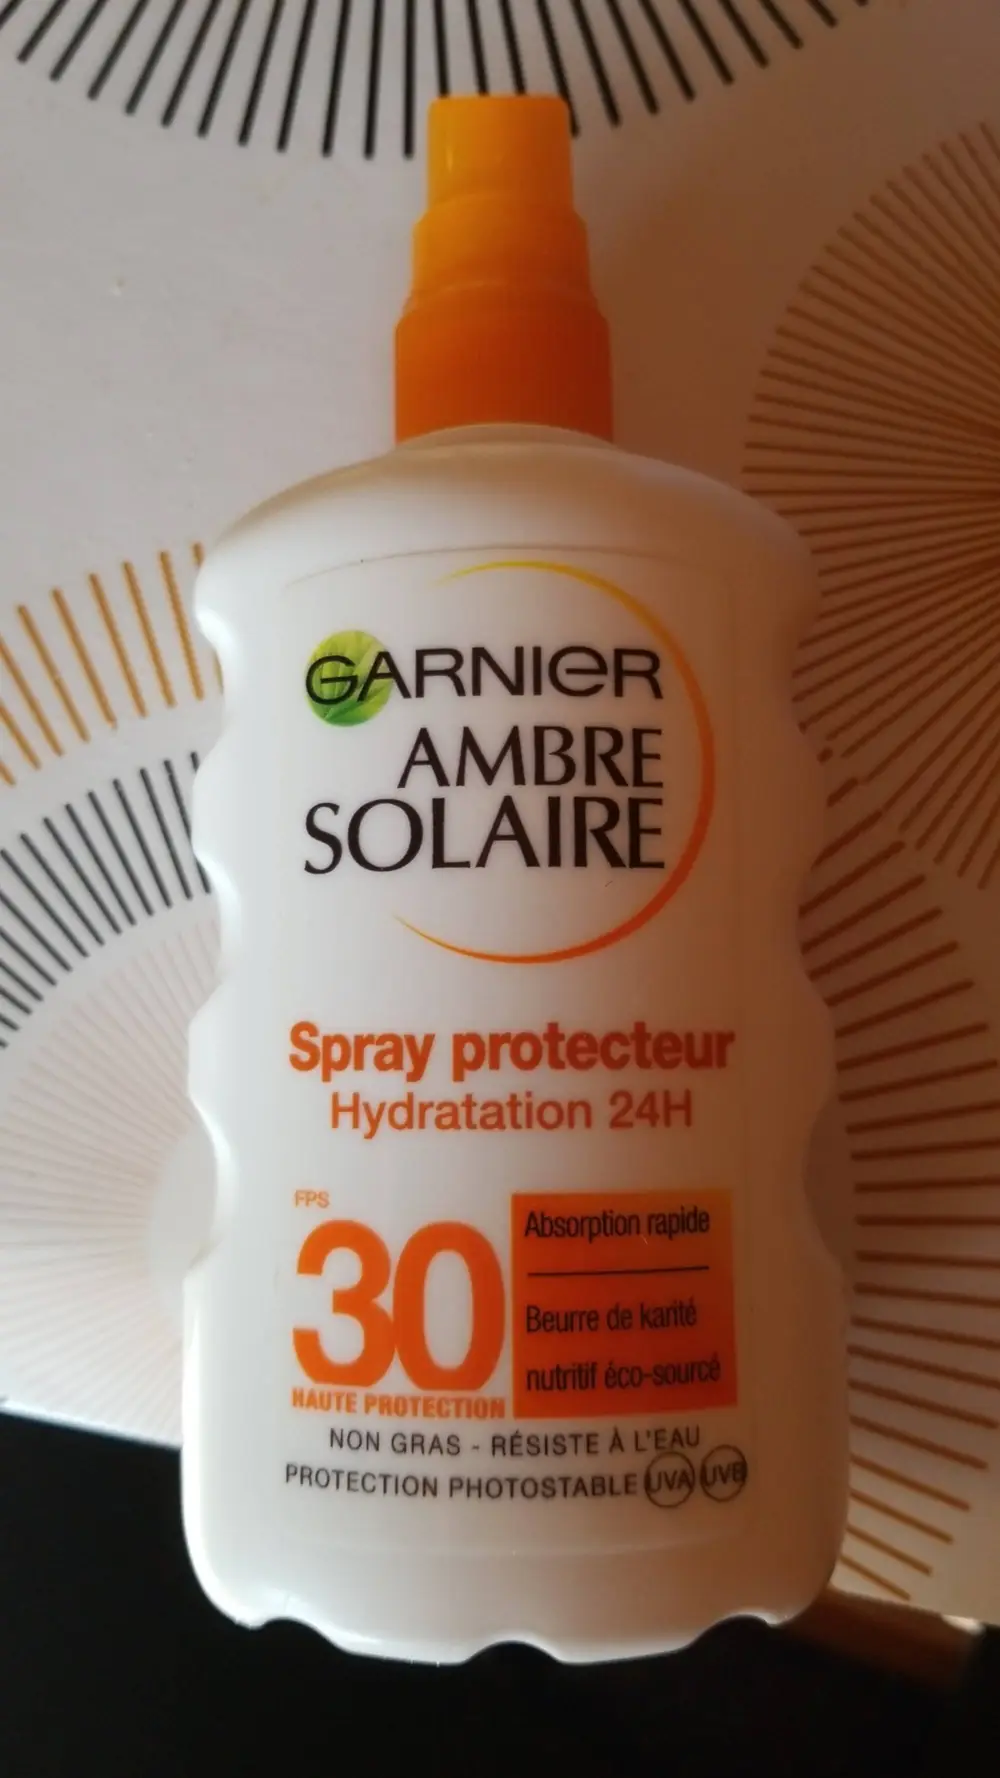 GARNIER
AMBRE
SOLAIRE
Spray protecteur
Hydratation 24H
FPS
30
HAUTE PROTECTION
Absorption rapide
Beurre de karité
nutritif éco-sourcé
NON GRAS - RÉSISTE À L'EAU
PROTECTION PHOTOSTABLE UVA UVB